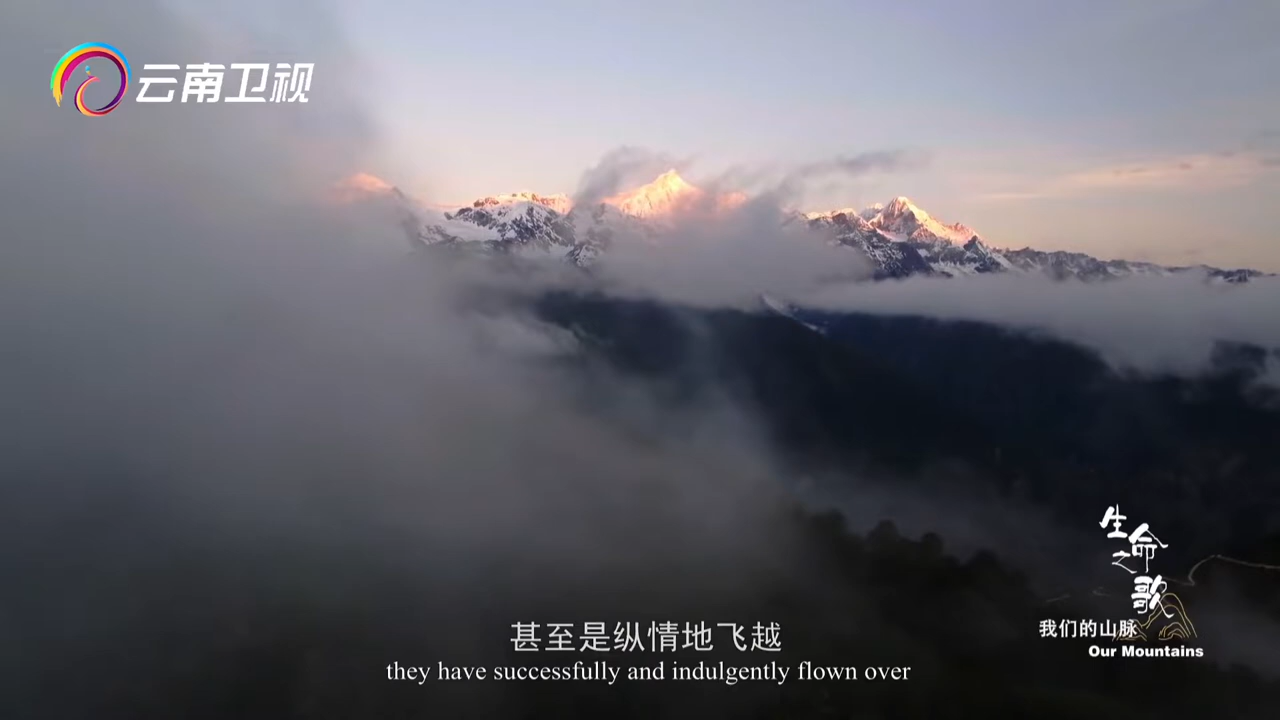 云南卫视
生命之歌
我们的山脉
Our Mountains
甚至是纵情地飞越
they have successfully and indulgently flown over